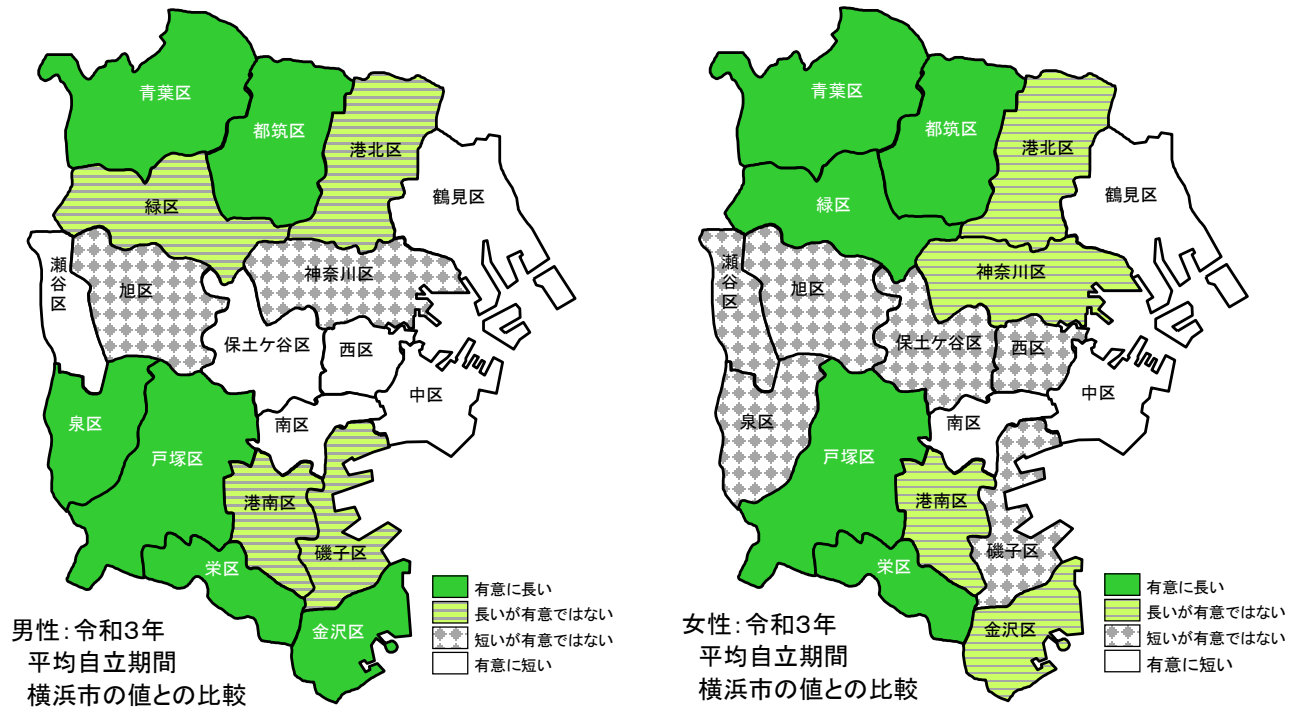 青葉区
都筑区
港北区
鶴見区
緑区
瀬谷区
旭区
神奈川区
保土ケ谷区
西区
中区
泉区
南区
戸塚区
港南区
磯子区
栄区
金沢区
有意に長い
長いが有意ではない
短いが有意ではない
有意に短い
男性：令和3年
平均自立期間
横浜市の値との比較
青葉区
都筑区
港北区
鶴見区
緑区
瀬谷区
旭区
神奈川区
保土ケ谷区
西区
中区
泉区
南区
戸塚区
港南区
磯子区
栄区
金沢区
有意に長い
長いが有意ではない
短いが有意ではない
有意に短い
女性：令和3年
平均自立期間
横浜市の値との比較